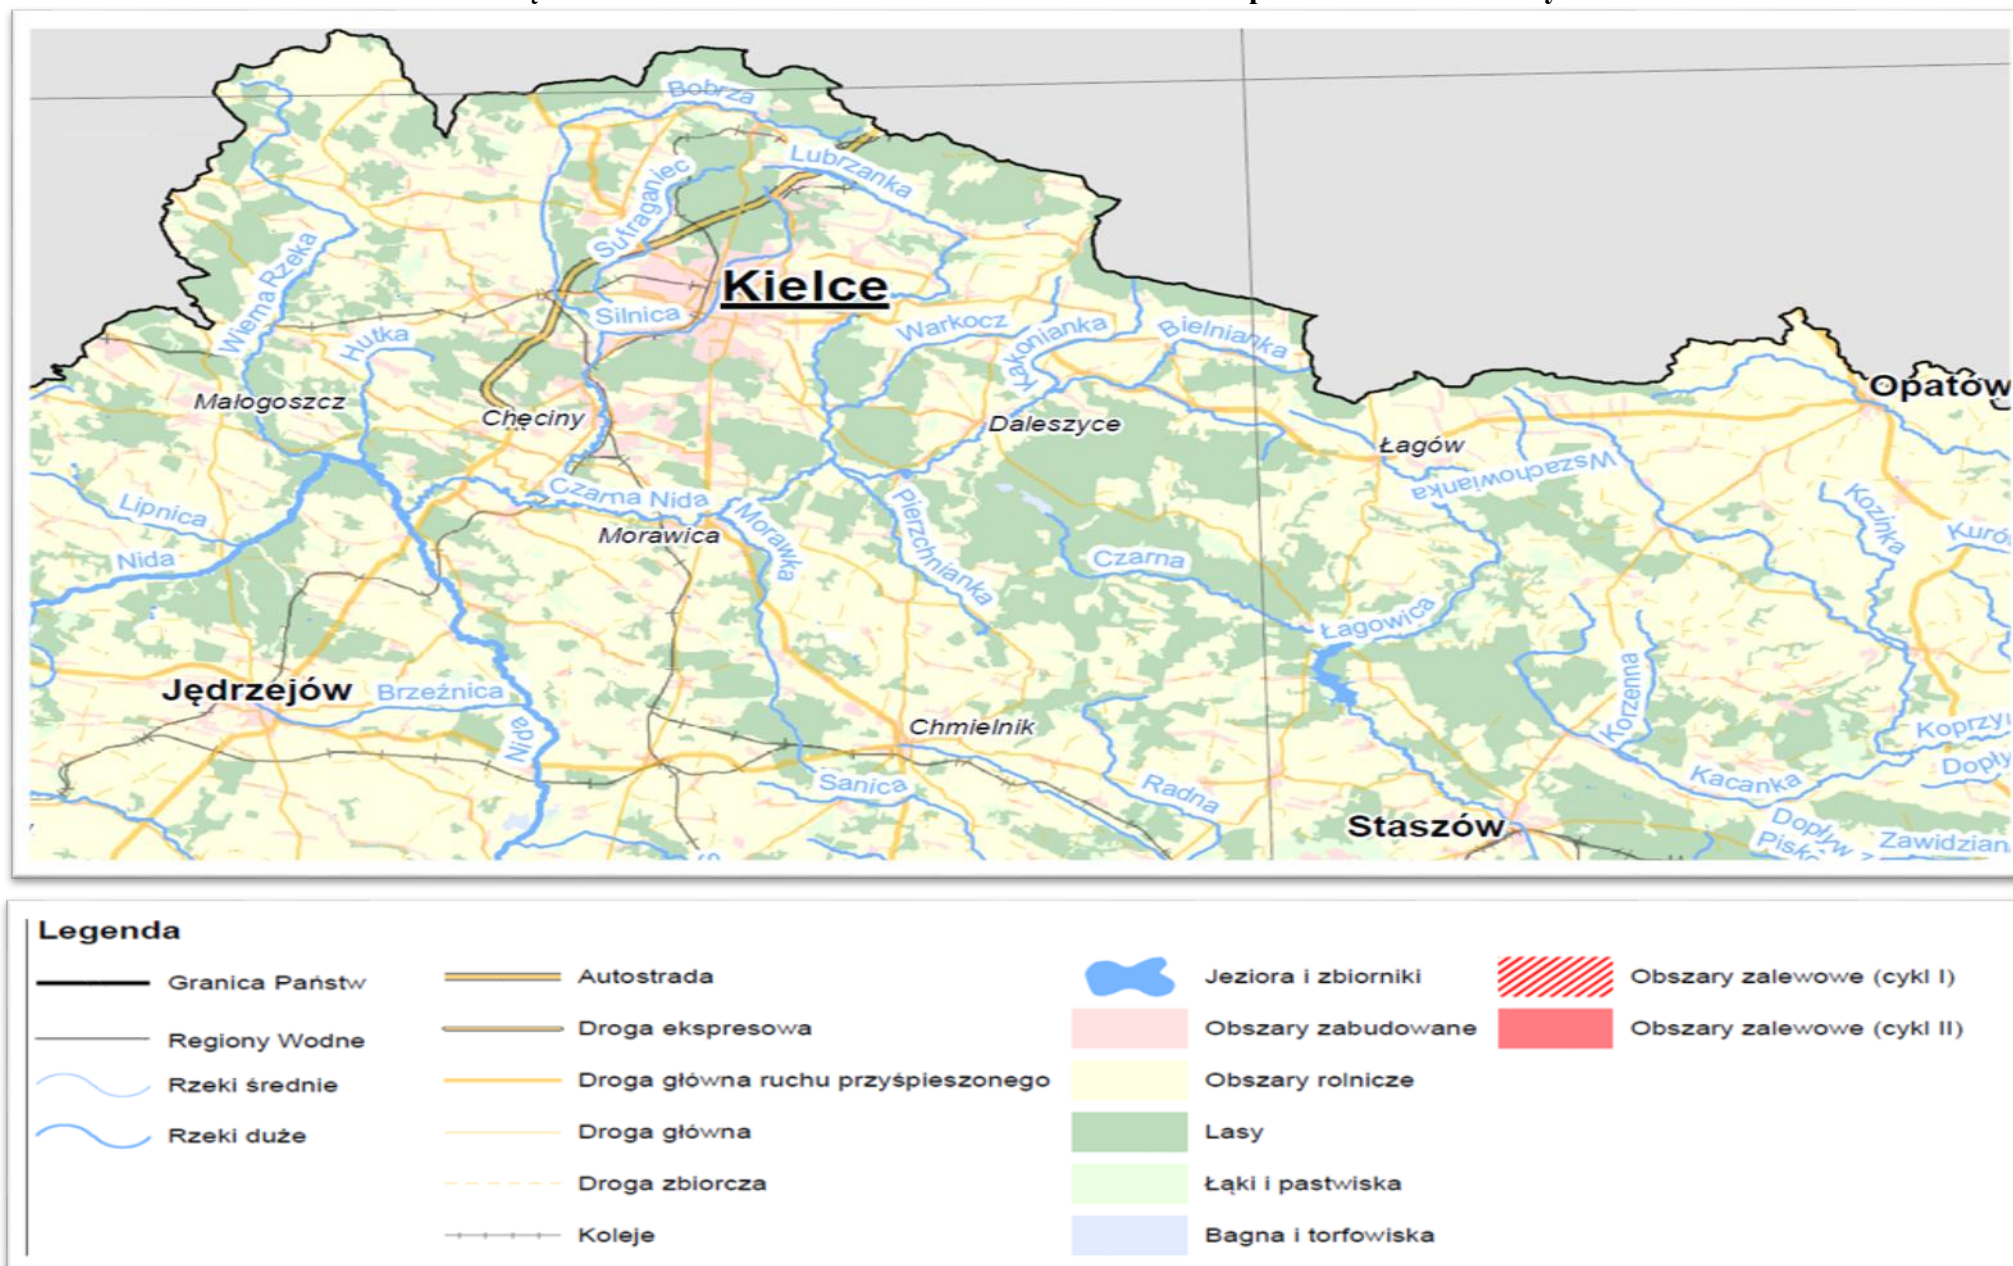 Bobrza
Lubrzanka
Sufraganiec
Wierna Rzeka
Kielce
Silnica
Hutka
Warkocz
Kakonianka
Bielnianka
Małogoszcz
Chęciny
Daleszyce
Opatów
Łagów
Wszachowianka
Lipnica
Czarna Nida
Morawica
Morawka
Pierzchnianka
Kozinka
Nida
Czarna
Łagowica
Jędrzejów
Brzeźnica
Nida
Chmielnik
Korzenna
Sanica
Radna
Kacanka
Staszów
Dopływ z
Zawidzian
Legenda
Granica Państw
Regiony Wodne
Rzeki średnie
Rzeki duże
Autostrada
Droga ekspresowa
Droga główna ruchu przyśpieszonego
Droga główna
Droga zbiorcza
Koleje
Jeziora i zbiorniki
Obszary zabudowane
Obszary rolnicze
Lasy
Łąki i pastwiska
Bagna i torfowiska
Obszary zalewowe (cykl I)
Obszary zalewowe (cykl II)